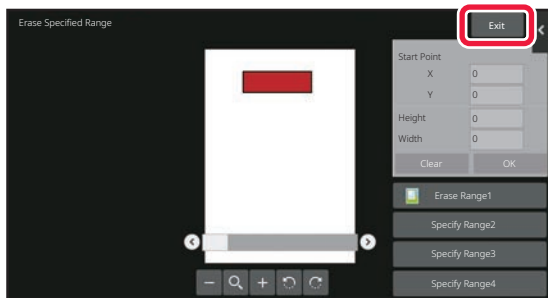 Erase Specified Range
Exit
Start Point
X 0
Y 0
Height 0
Width 0
Clear OK
Erase Range1
Specify Range2
Specify Range3
Specify Range4